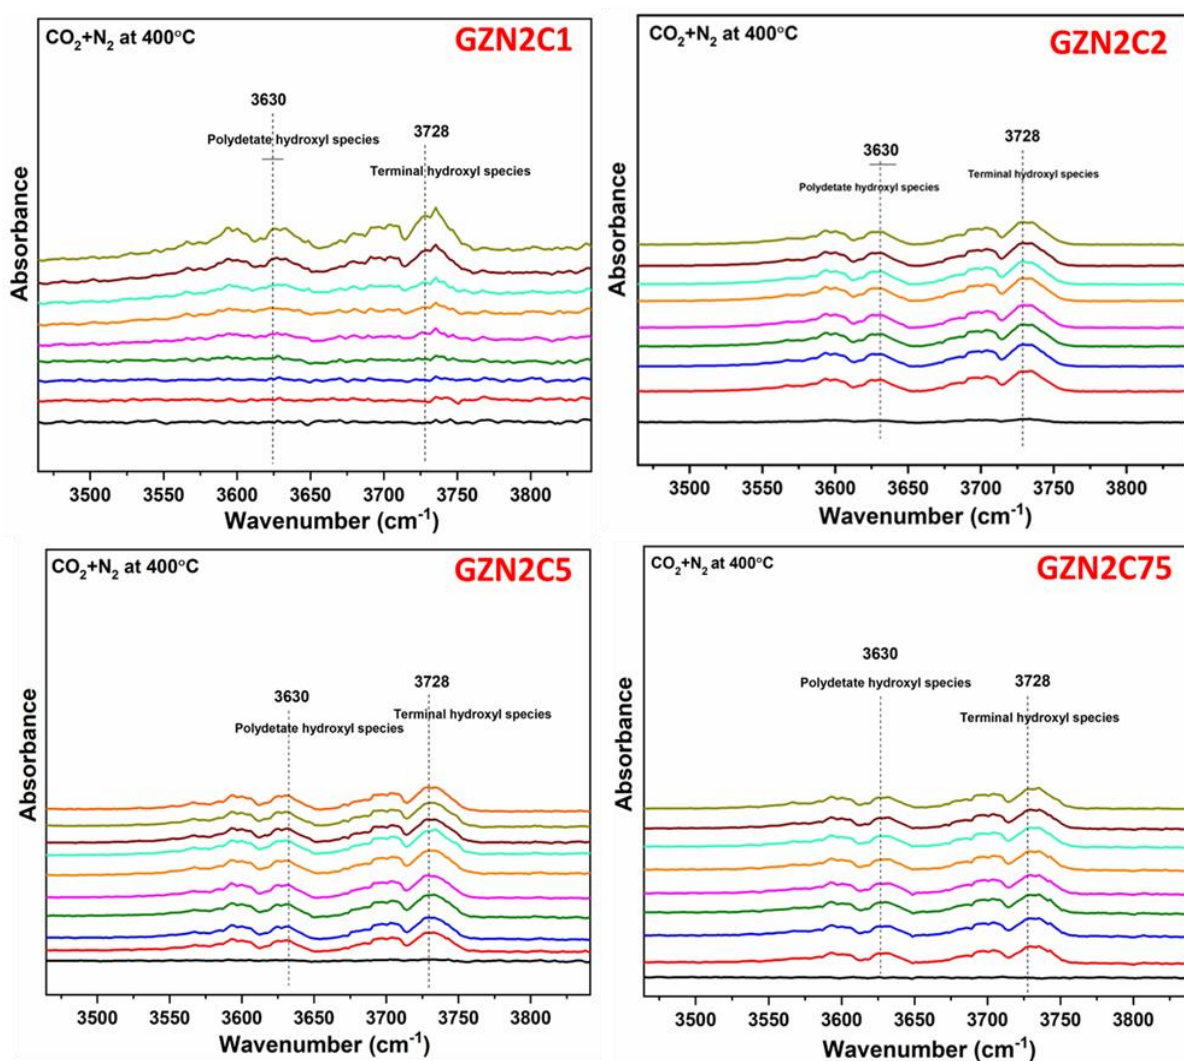 CO₂+N₂ at 400°C
GZN2C1
3630
Polydetate hydroxyl species
3728
Terminal hydroxyl species
Absorbance
3500 3550 3600 3650 3700 3750 3800
Wavenumber (cm⁻¹)
CO₂+N₂ at 400°C
GZN2C2
3728
3630
Terminal hydroxyl species
Polydetate hydroxyl species
Absorbance
3500 3550 3600 3650 3700 3750 3800
Wavenumber (cm⁻¹)
CO₂+N₂ at 400°C
GZN2C5
3630
3728
Terminal hydroxyl species
Polydetate hydroxyl species
Absorbance
3500 3550 3600 3650 3700 3750 3800
Wavenumber (cm⁻¹)
CO₂+N₂ at 400°C
GZN2C75
3630
Polydetate hydroxyl species
3728
Terminal hydroxyl species
Absorbance
3500 3550 3600 3650 3700 3750 3800
Wavenumber (cm⁻¹)